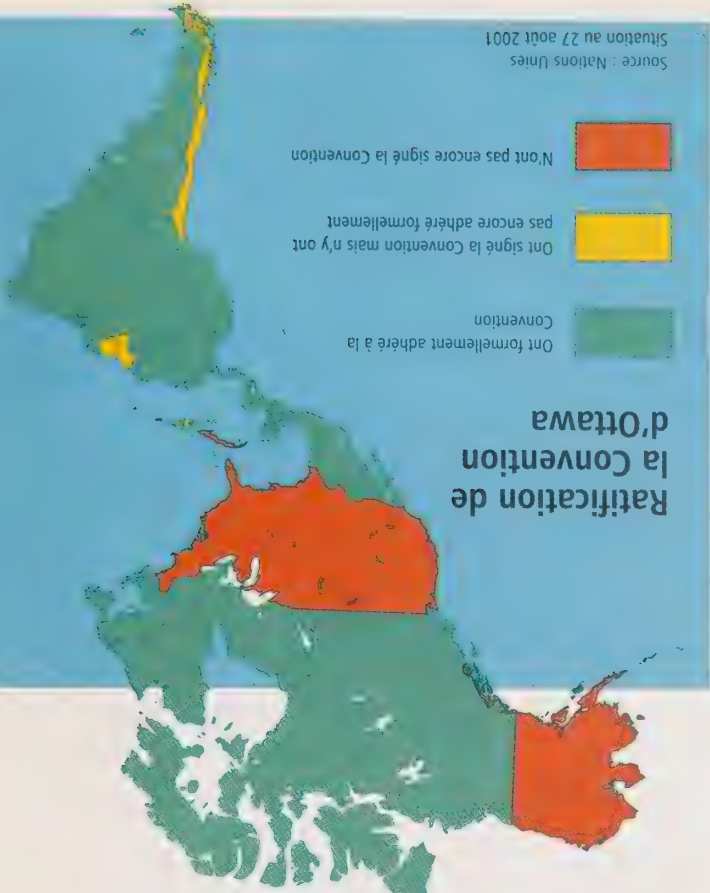 Ratification de
la Convention
d'Ottawa
Ont formellement adhéré à la
Convention
Ont signé la Convention mais n'y ont
pas encore adhéré formellement
N'ont pas encore signé la Convention
Source : Nations Unies
Situation au 27 août 2001